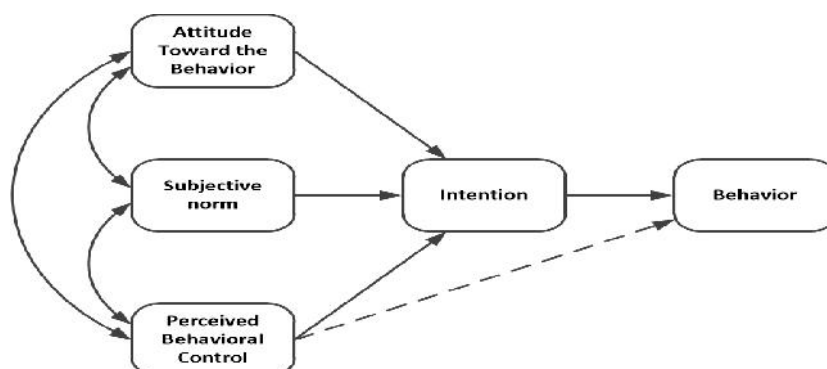 Attitude
Toward the
Behavior
Subjective
norm
Intention
Behavior
Perceived
Behavioral
Control